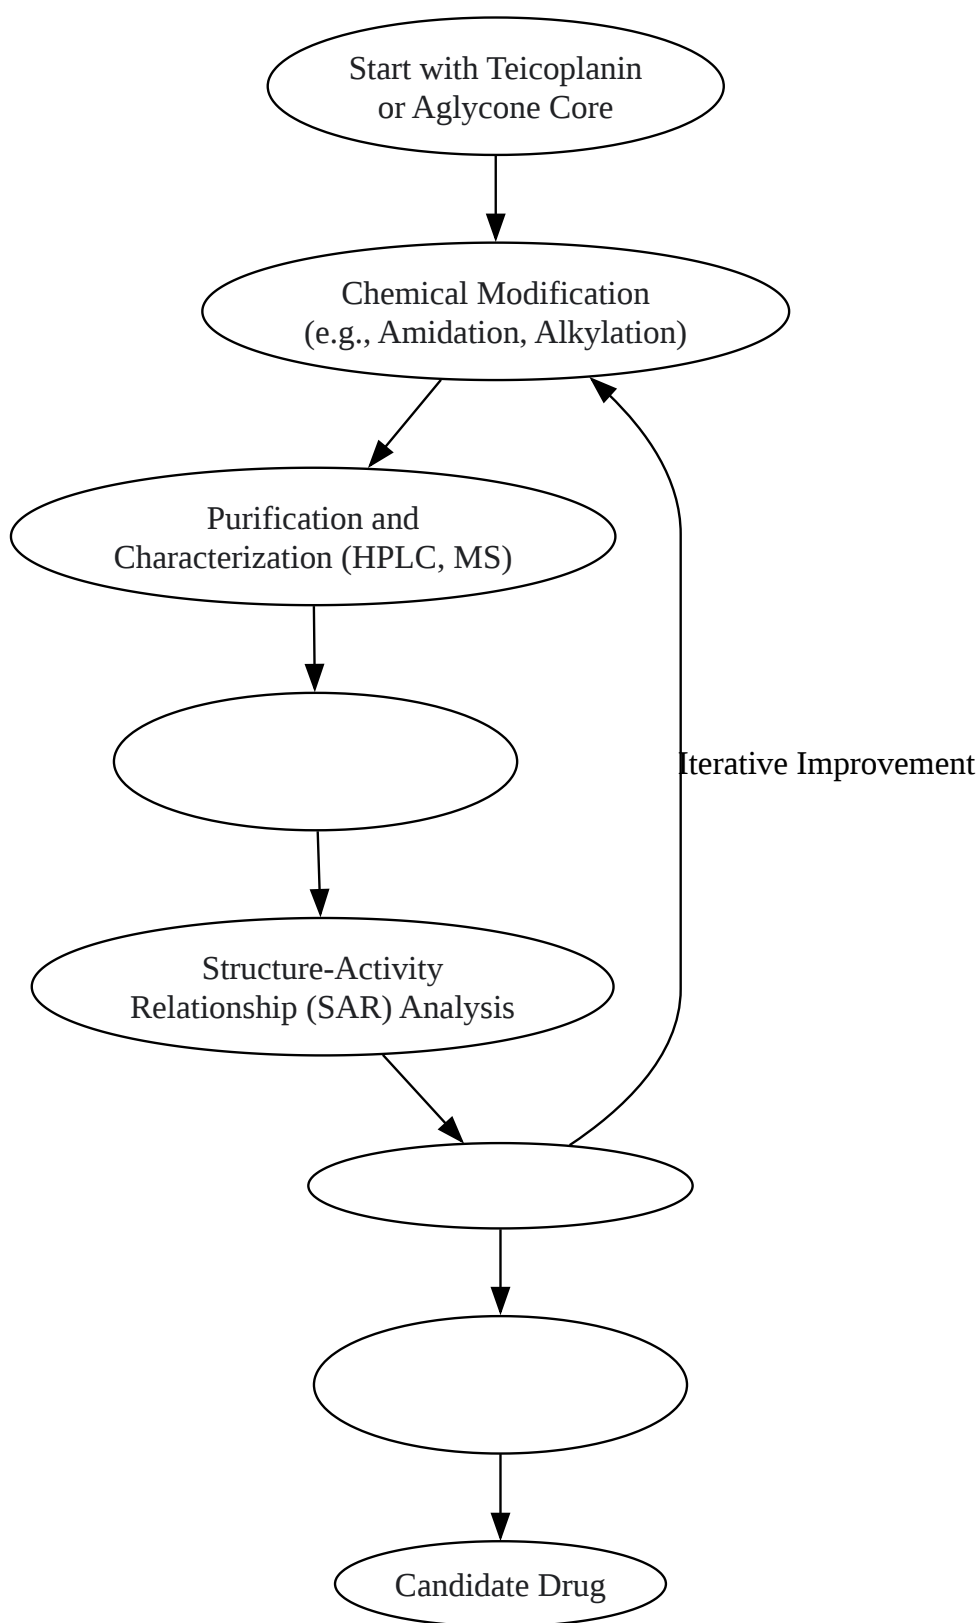 Start with Teicoplanin
or Aglycone Core
Chemical Modification
(e.g., Amidation, Alkylation)
Purification and
Characterization (HPLC, MS)
Iterative Improvement
Structure-Activity
Relationship (SAR) Analysis
Candidate Drug